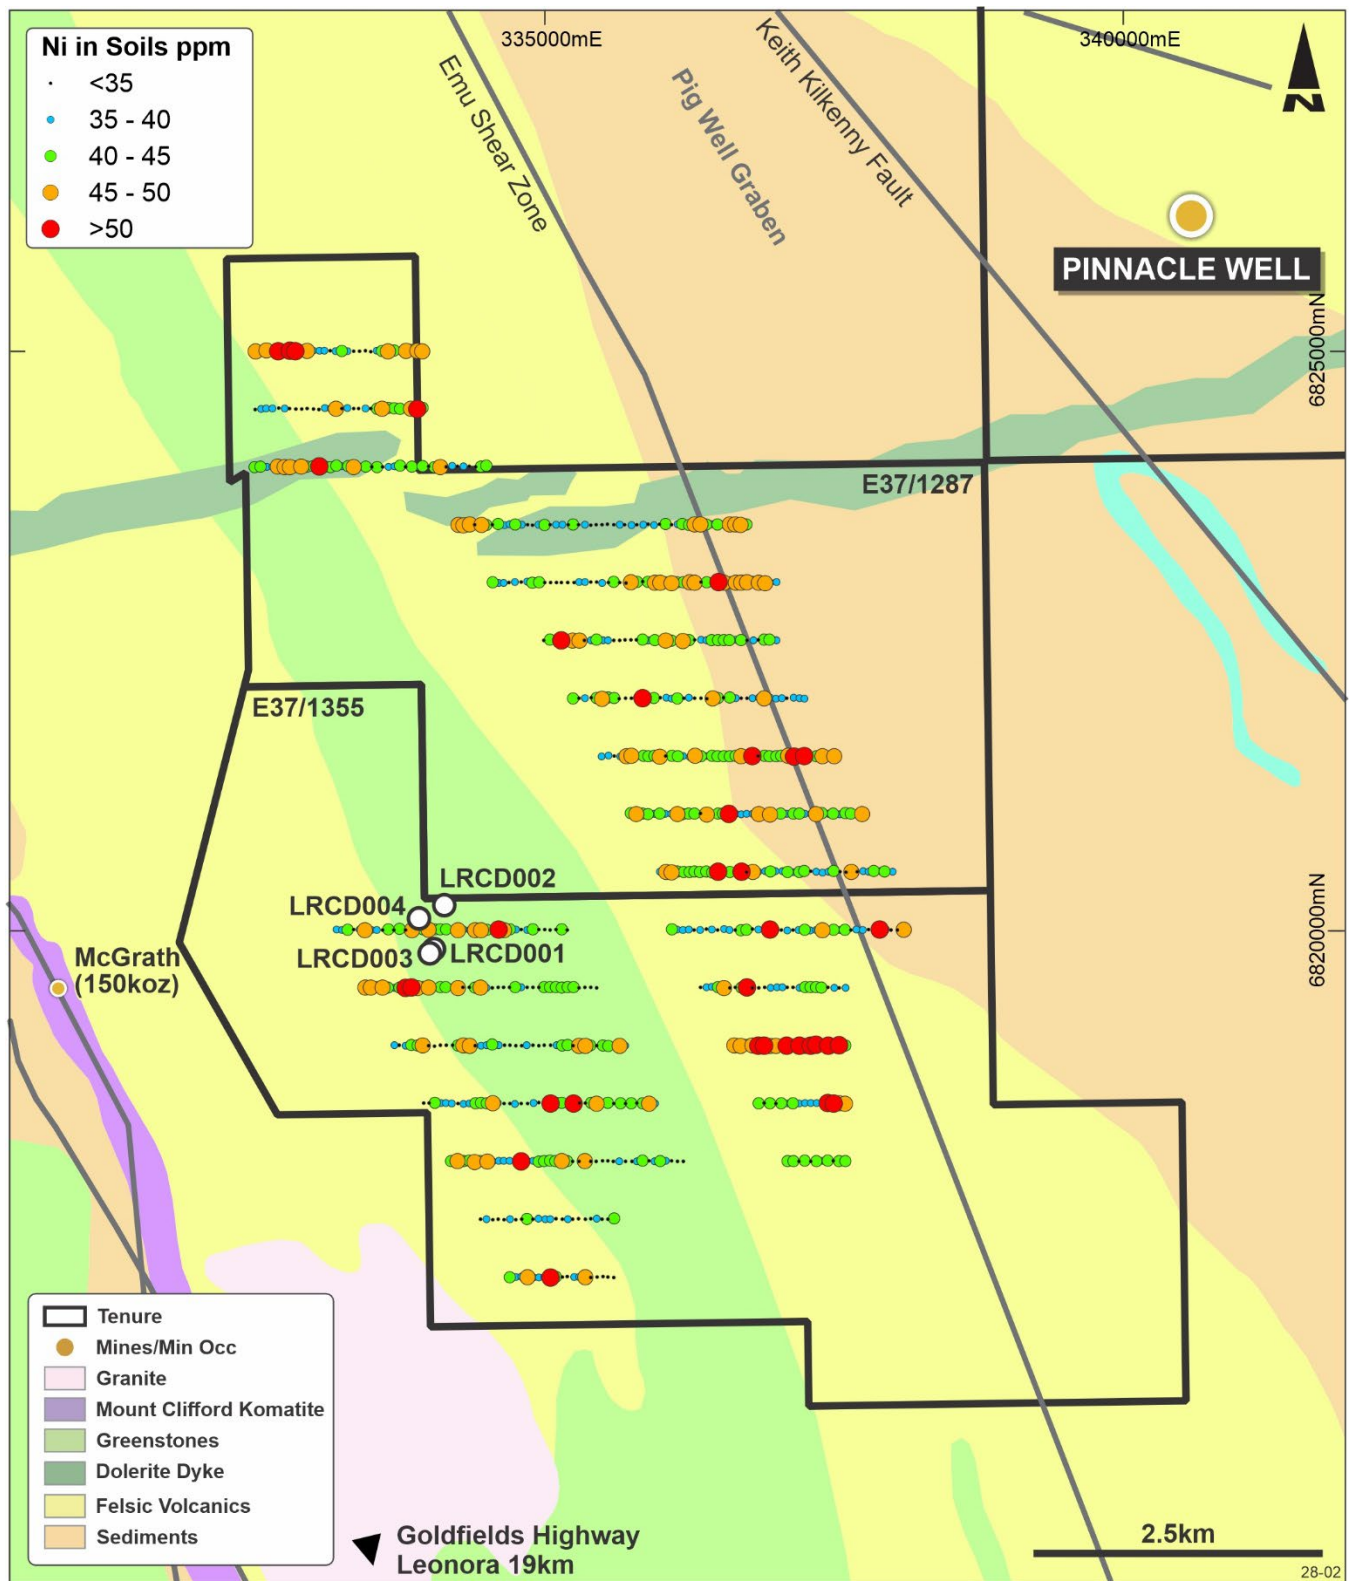 Ni in Soils ppm
<35
35 - 40
40 - 45
45 - 50
>50
335000mE
340000mE
N
Emu Shear Zone
Pig Well Graben
Keith Kilkenny Fault
PINNACLE WELL
6825000mN
E37/1287
E37/1355
LRCD002
LRCD004
LRCD003
LRCD001
6820000mN
McGrath
(150koz)
Tenure
Mines/Min Occ
Granite
Mount Clifford Komatite
Greenstones
Dolerite Dyke
Felsic Volcanics
Sediments
Goldfields Highway
Leonora 19km
2.5km
28-02